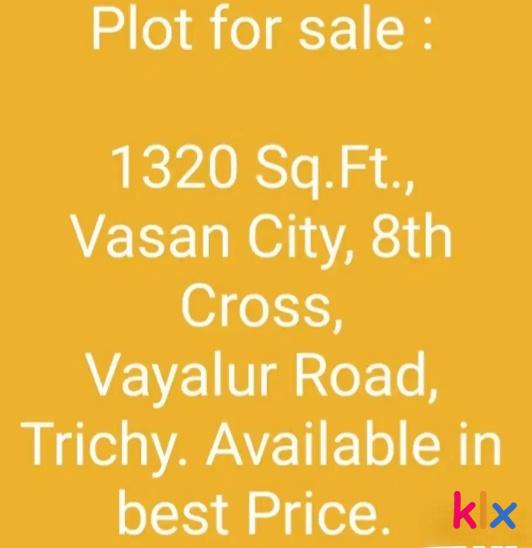 Plot for sale :
1320 Sq.Ft.,
Vasan City, 8th
Cross,
Vayalur Road,
Trichy. Available in
best Price.
klx